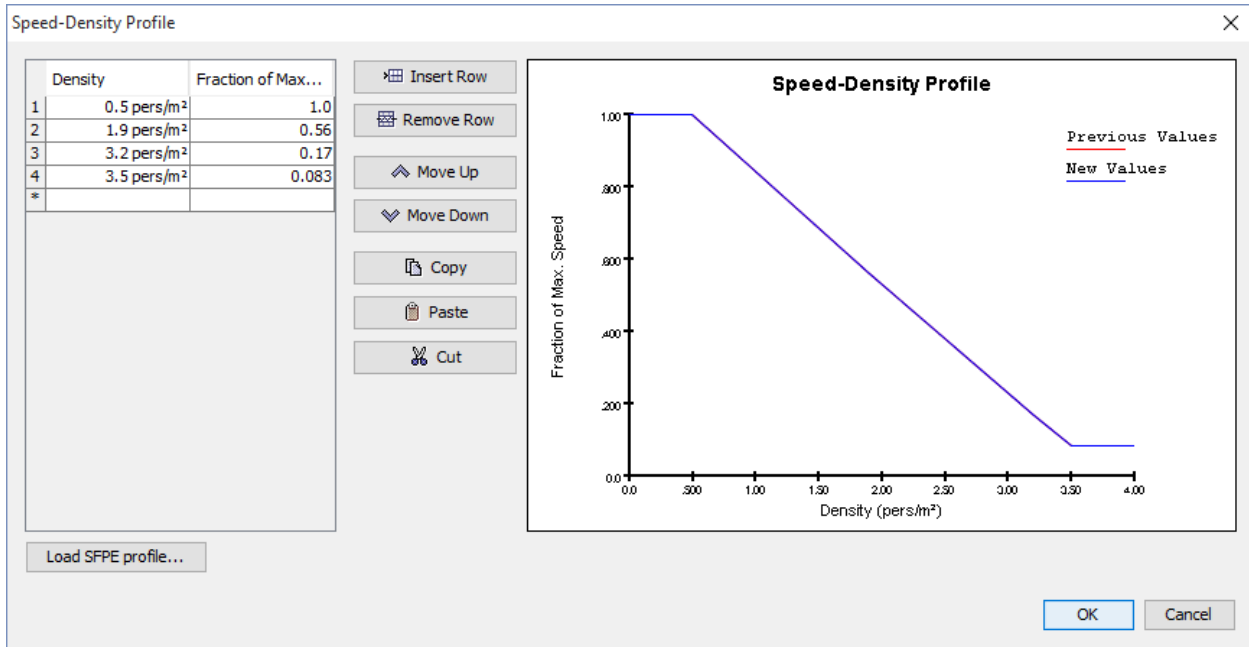 Speed-Density Profile
Density Fraction of Max...
1 0.5 pers/m² 1.0
2 1.9 pers/m² 0.56
3 3.2 pers/m² 0.17
4 3.5 pers/m² 0.083
*
Insert Row
Remove Row
Move Up
Move Down
Copy
Paste
Cut
Load SFPE profile...
Speed-Density Profile
Previous Values
New Values
Fraction of Max. Speed
1.00
.800
.600
.400
.200
0.0
0.0 .500 1.00 1.50 2.00 2.50 3.00 3.50 4.00
Density (pers/m²)
OK Cancel